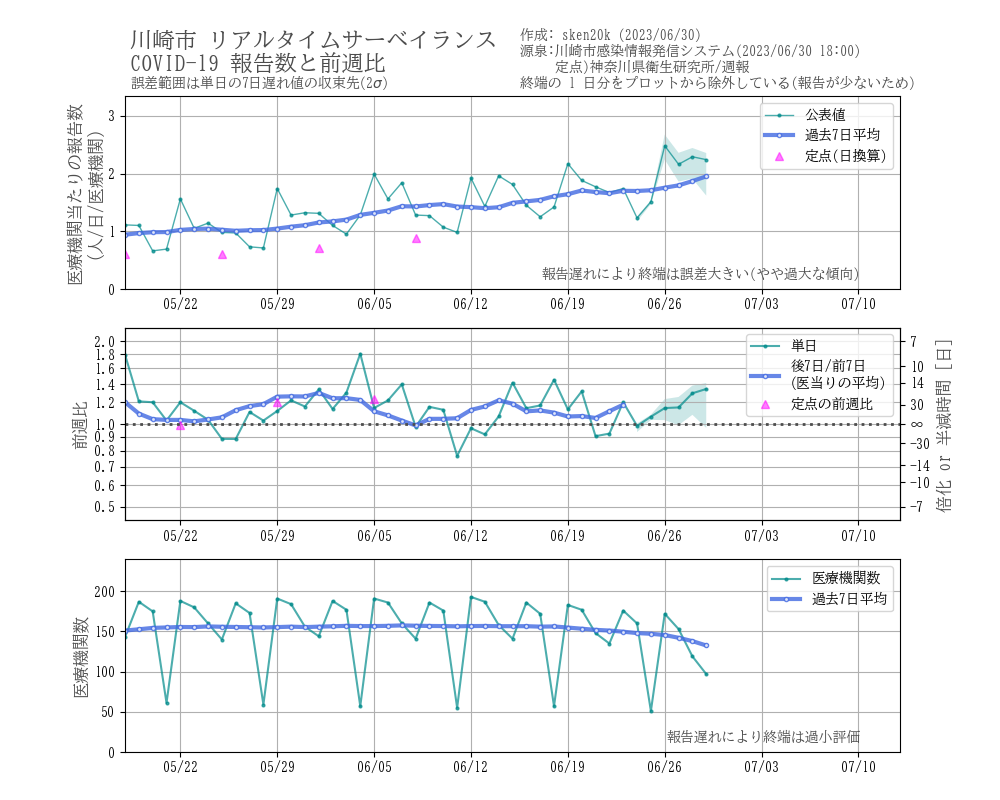 川崎市 リアルタイムサーベイランス
COVID-19 報告数と前週比
誤差範囲は単日の7日遅れ値の収束先(2σ)
作成: sken20k (2023/06/30)
源泉:川崎市感染情報発信システム(2023/06/30 18:00)
定点)神奈川県衛生研究所/週報
終端の 1 日分をプロットから除外している(報告が少ないため)
医療機関当たりの報告数
(人/日/医療機関)
3
2
1
0
公表値
過去7日平均
定点(日換算)
報告遅れにより終端は誤差大きい(やや過大な傾向)
05/22 05/29 06/05 06/12 06/19 06/26 07/03 07/10
前週比
2.0
1.8
1.6
1.4
1.2
1.0
0.9
0.8
0.7
0.6
0.5
単日
後7日/前7日
(医当りの平均)
定点の前週比
7
10
14
30
∞
-30
-14
-10
-7
倍化 or 半減時間 [日]
05/22 05/29 06/05 06/12 06/19 06/26 07/03 07/10
医療機関数
200
150
100
50
0
医療機関数
過去7日平均
報告遅れにより終端は過小評価
05/22 05/29 06/05 06/12 06/19 06/26 07/03 07/10